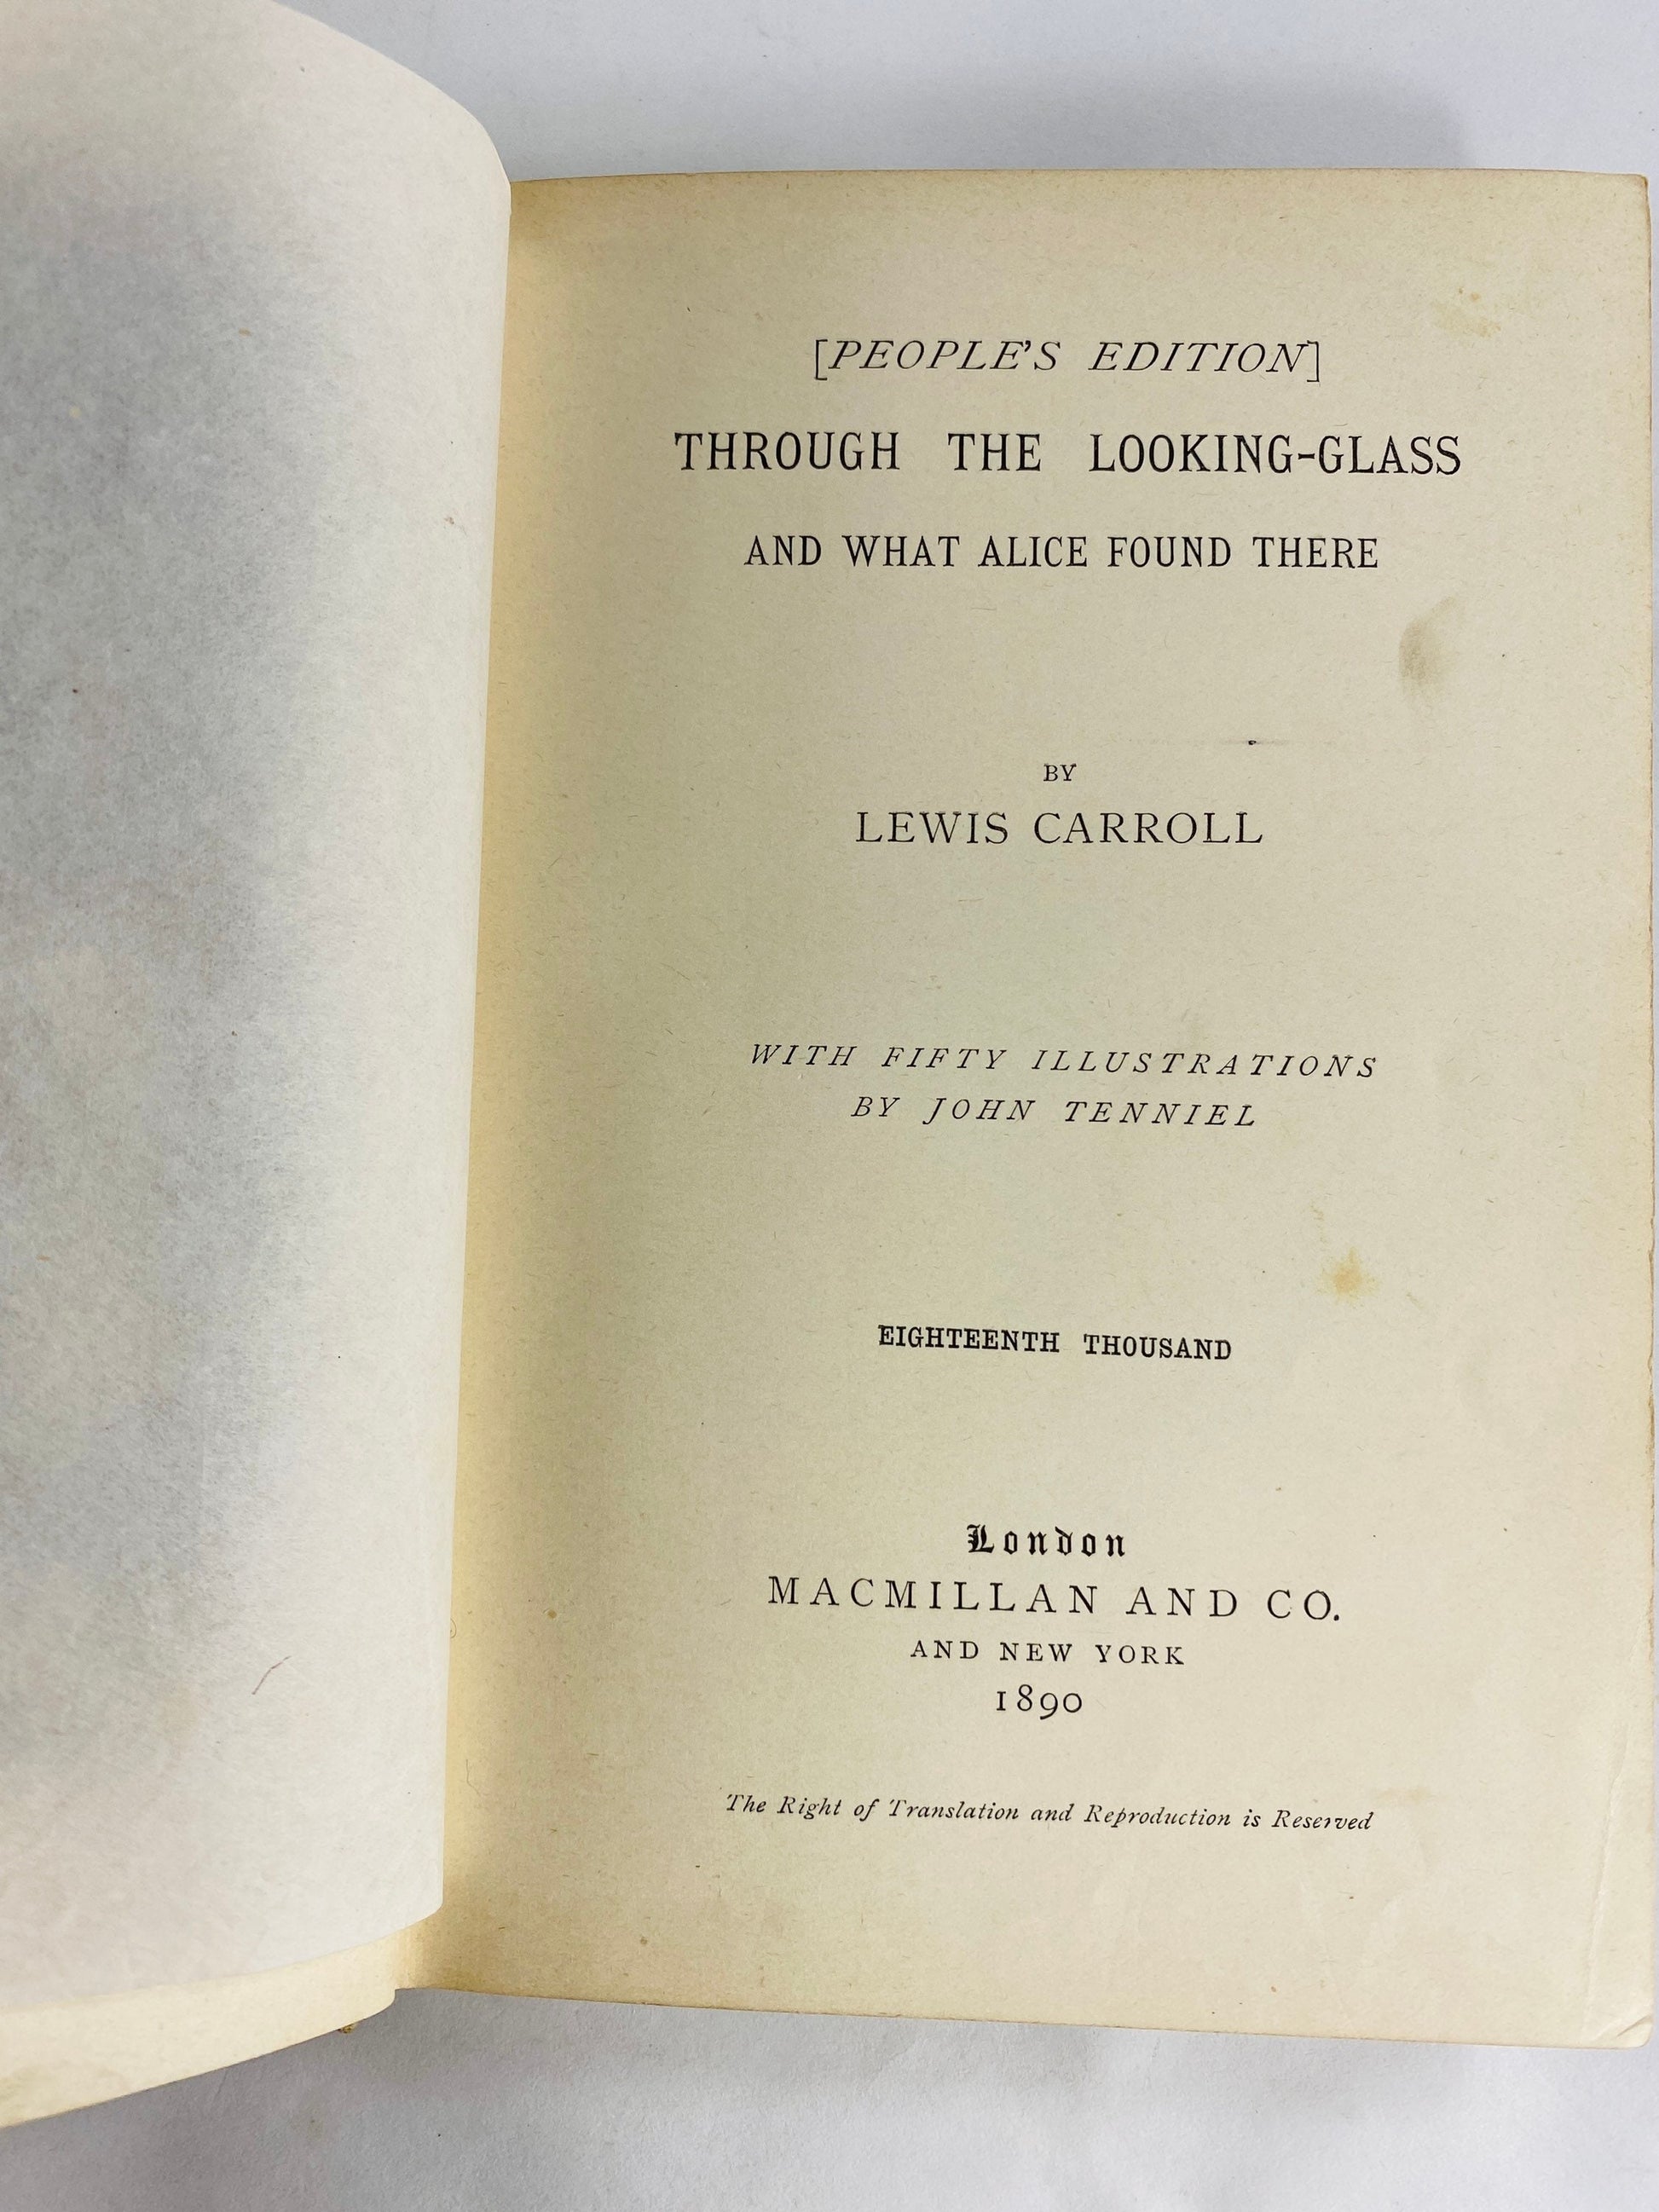 [PEOPLE'S EDITION]
THROUGH THE LOOKING-GLASS
AND WHAT ALICE FOUND THERE
BY
LEWIS CARROLL
WITH FIFTY ILLUSTRATIONS
BY JOHN TENNIEL
EIGHTEENTH THOUSAND
London
MACMILLAN AND CO.
AND NEW YORK
1890
The Right of Translation and Reproduction is Reserved